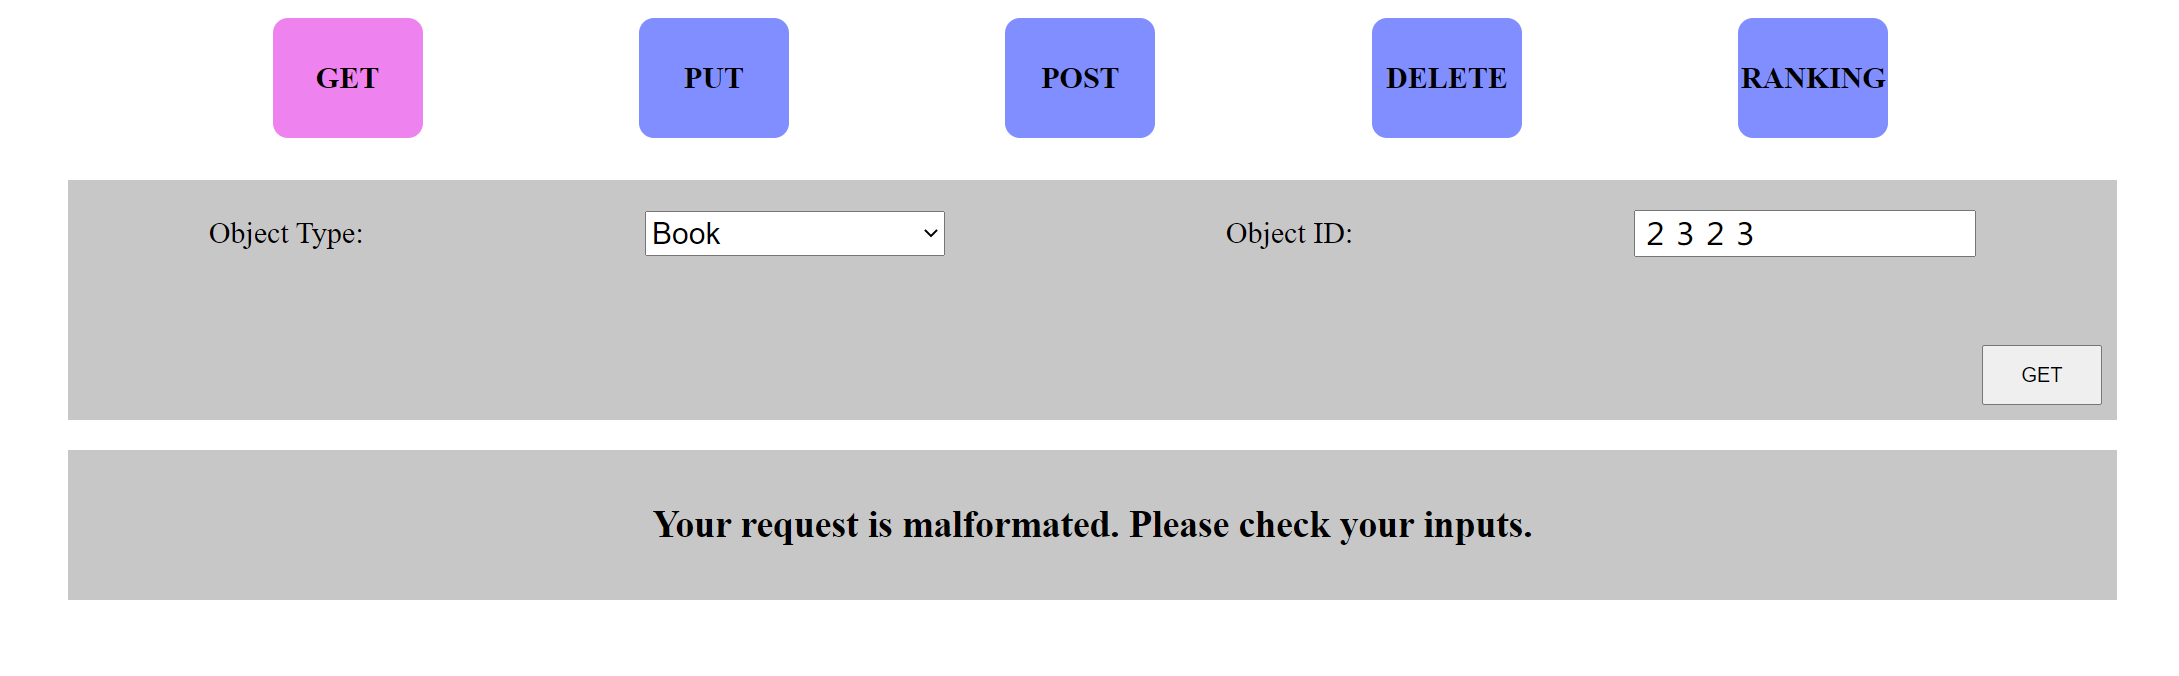 GET PUT POST DELETE RANKING
Object Type: Book Object ID: 2 3 2 3
GET
Your request is malformated. Please check your inputs.